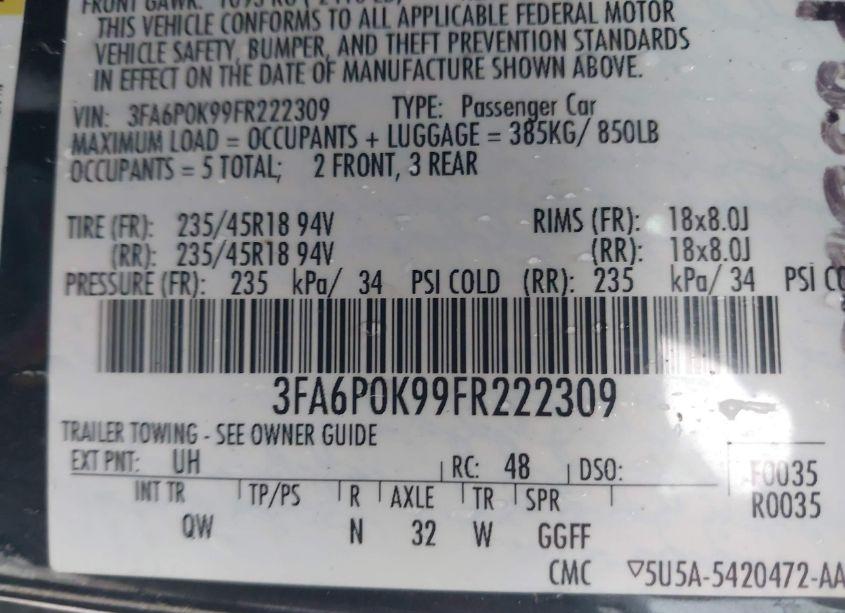 FRONT GAWR:
THIS VEHICLE CONFORMS TO ALL APPLICABLE FEDERAL MOTOR
VEHICLE SAFETY, BUMPER, AND THEFT PREVENTION STANDARDS
IN EFFECT ON THE DATE OF MANUFACTURE SHOWN ABOVE.
VIN: 3FA6P0K99FR222309 TYPE: Passenger Car
MAXIMUM LOAD = OCCUPANTS + LUGGAGE = 385KG/ 850LB
OCCUPANTS = 5 TOTAL; 2 FRONT, 3 REAR
TIRE (FR): 235/45R18 94V RIMS (FR): 18x8.0J
(RR): 235/45R18 94V (RR): 18x8.0J
PRESSURE (FR): 235 kPa/ 34 PSI COLD (RR): 235 kPa/ 34 PSI CO
3FA6P0K99FR222309
TRAILER TOWING - SEE OWNER GUIDE
EXT PNT: UH RC: 48 DSO: F0035
INT TR TP/PS R AXLE TR SPR R0035
QW N 32 W GGFF
CMC ▽5U5A-5420472-AA